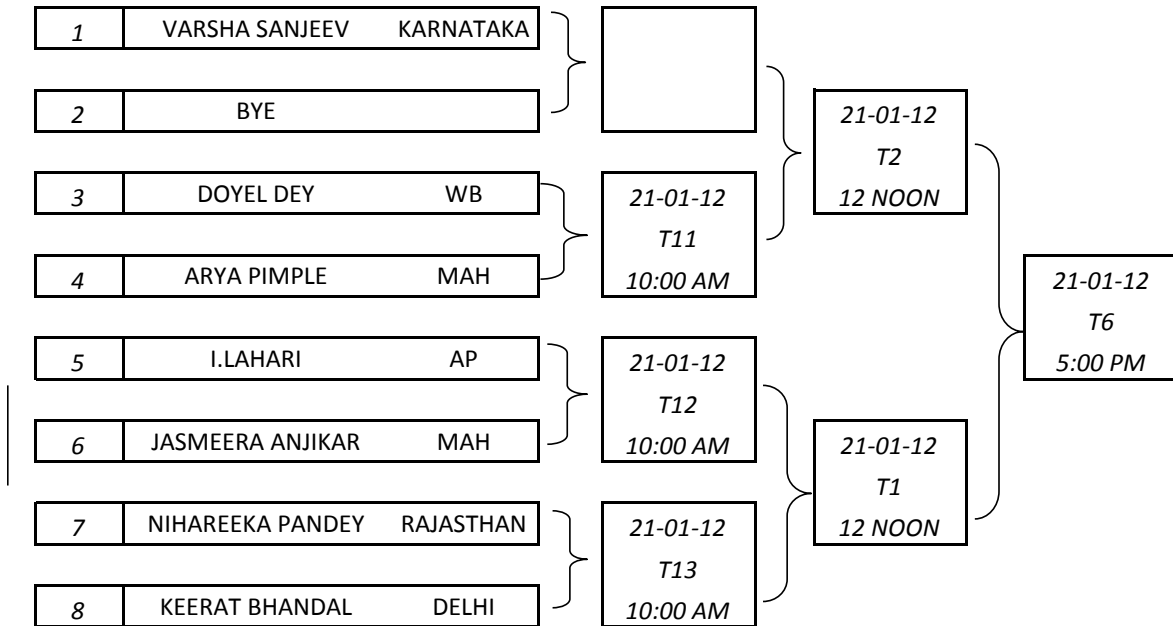 1 VARSHA SANJEEV KARNATAKA
2 BYE
21-01-12
T2
12 NOON
3 DOYEL DEY WB
21-01-12
T11
10:00 AM
4 ARYA PIMPLE MAH
21-01-12
T6
5:00 PM
5 I.LAHARI AP
21-01-12
T12
10:00 AM
6 JASMEERA ANJIKAR MAH
21-01-12
T1
12 NOON
7 NIHAREEKA PANDEY RAJASTHAN
21-01-12
T13
10:00 AM
8 KEERAT BHANDAL DELHI